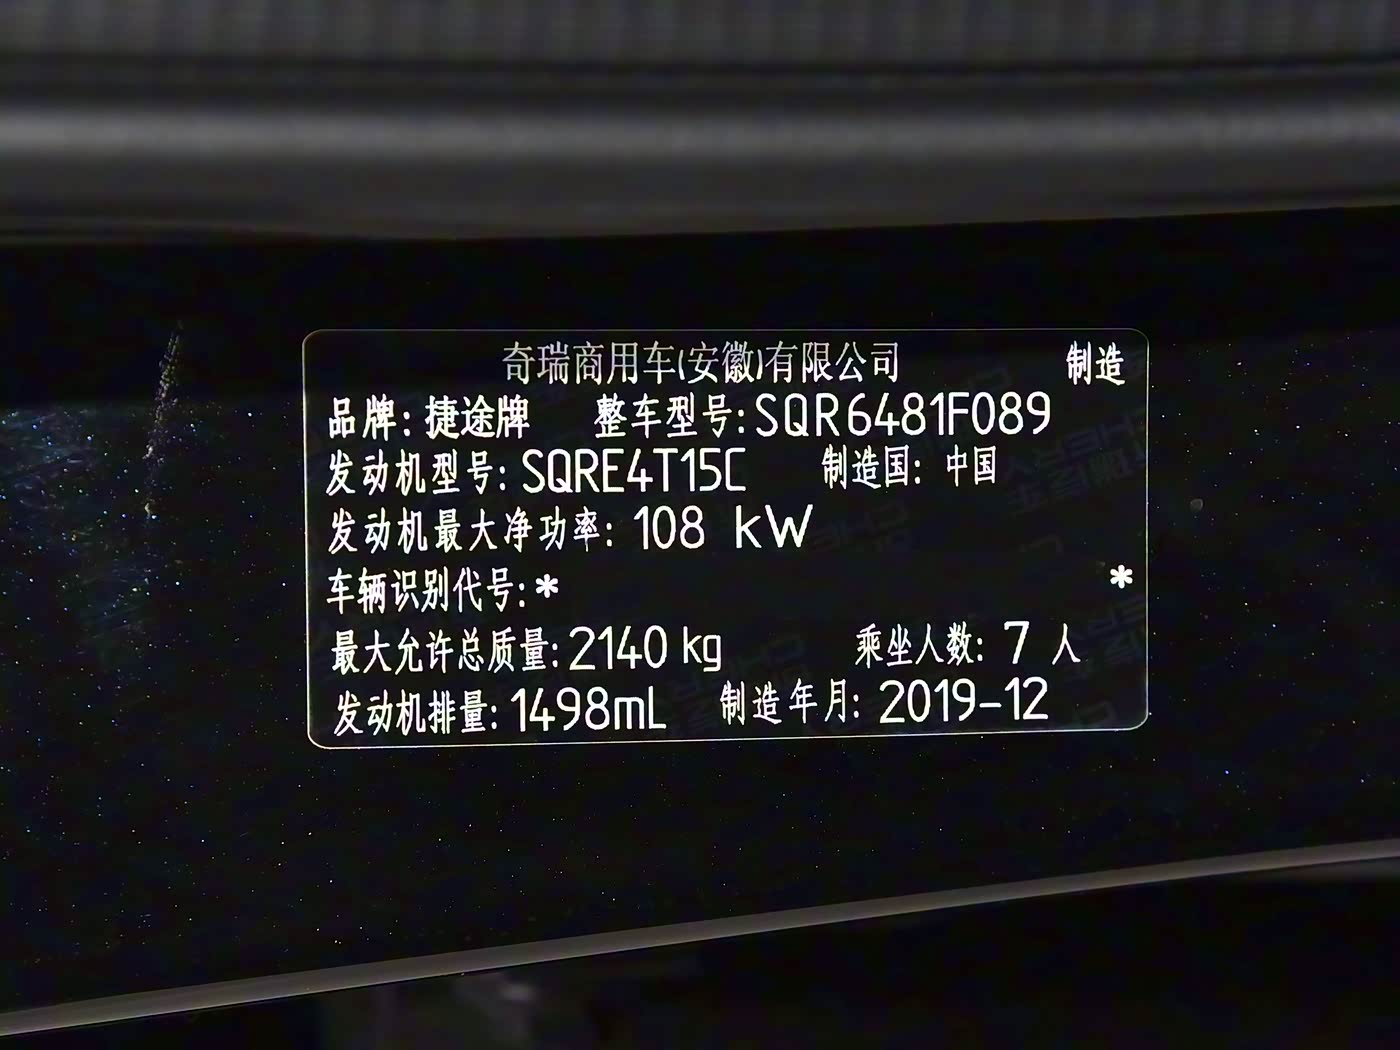 奇瑞商用车(安徽)有限公司 制造
品牌: 捷途牌 整车型号: SQR6481F089
发动机型号: SQRE4T15C 制造国: 中国
发动机最大净功率: 108 kW
车辆识别代号: * *
最大允许总质量: 2140 kg 乘坐人数: 7 人
发动机排量: 1498mL 制造年月: 2019-12